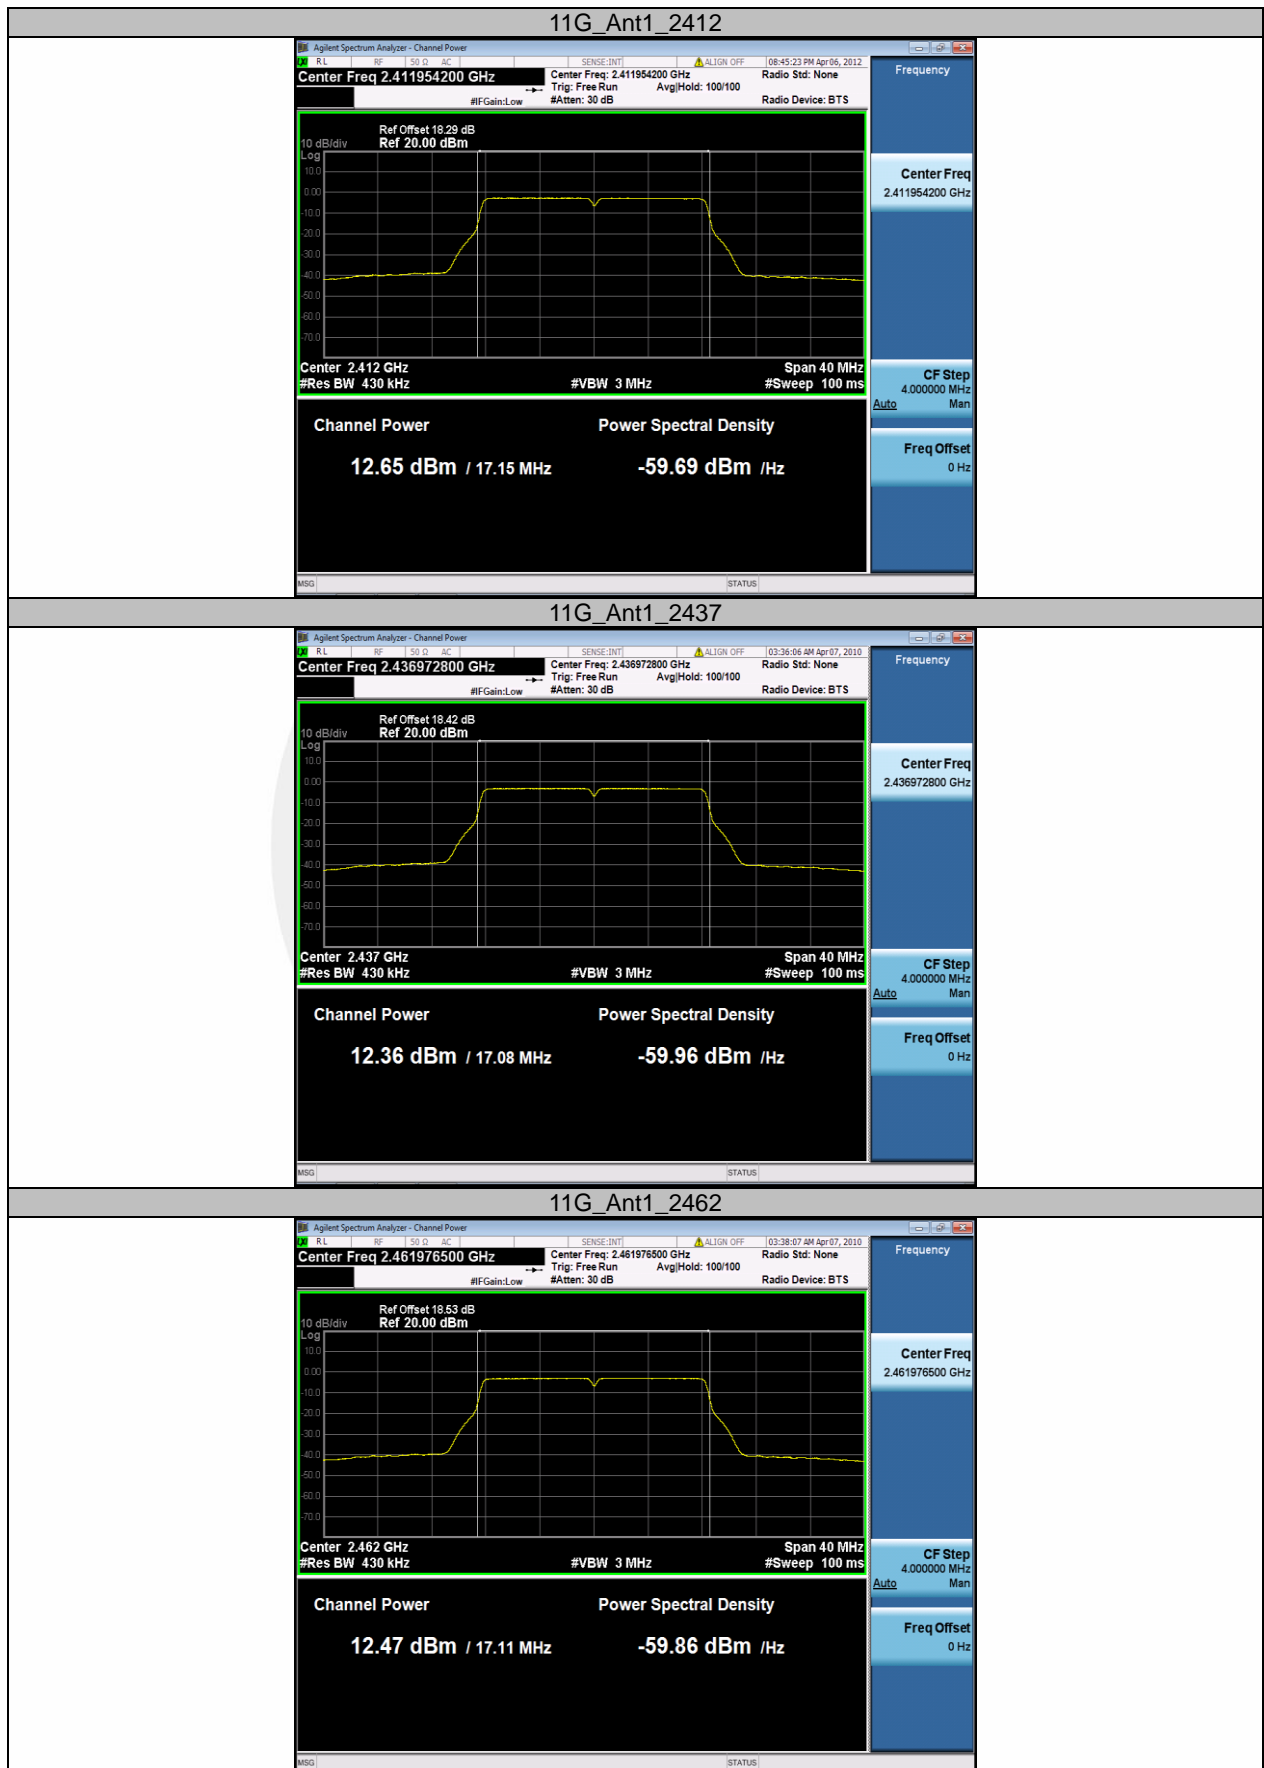 11G_Ant1_2412
Agilent Spectrum Analyzer - Channel Power
LXI RL RF 50 Ω AC SENSE:INT ALIGN OFF 08:45:23 PM Apr 06, 2012
Center Freq 2.411954200 GHz
Center Freq: 2.411954200 GHz
Radio Std: None
Trig: Free Run Avg|Hold: 100/100
#IFGain:Low #Atten: 30 dB Radio Device: BTS
Frequency
Ref Offset 18.29 dB
10 dB/div Ref 20.00 dBm
Log
10.0
0.00
-10.0
-20.0
-30.0
-40.0
-50.0
-60.0
-70.0
Center Freq
2.411954200 GHz
Center 2.412 GHz Span 40 MHz
#Res BW 430 kHz #VBW 3 MHz #Sweep 100 ms
CF Step
4.000000 MHz
Auto Man
Channel Power Power Spectral Density
12.65 dBm / 17.15 MHz -59.69 dBm /Hz
Freq Offset
0 Hz
MSG STATUS
11G_Ant1_2437
Agilent Spectrum Analyzer - Channel Power
LXI RL RF 50 Ω AC SENSE:INT ALIGN OFF 03:36:06 AM Apr 07, 2010
Center Freq 2.436972800 GHz
Center Freq: 2.436972800 GHz
Radio Std: None
Trig: Free Run Avg|Hold: 100/100
#IFGain:Low #Atten: 30 dB Radio Device: BTS
Frequency
Ref Offset 18.42 dB
10 dB/div Ref 20.00 dBm
Log
10.0
0.00
-10.0
-20.0
-30.0
-40.0
-50.0
-60.0
-70.0
Center Freq
2.436972800 GHz
Center 2.437 GHz Span 40 MHz
#Res BW 430 kHz #VBW 3 MHz #Sweep 100 ms
CF Step
4.000000 MHz
Auto Man
Channel Power Power Spectral Density
12.36 dBm / 17.08 MHz -59.96 dBm /Hz
Freq Offset
0 Hz
MSG STATUS
11G_Ant1_2462
Agilent Spectrum Analyzer - Channel Power
LXI RL RF 50 Ω AC SENSE:INT ALIGN OFF 03:38:07 AM Apr 07, 2010
Center Freq 2.461976500 GHz
Center Freq: 2.461976500 GHz
Radio Std: None
Trig: Free Run Avg|Hold: 100/100
#IFGain:Low #Atten: 30 dB Radio Device: BTS
Frequency
Ref Offset 18.53 dB
10 dB/div Ref 20.00 dBm
Log
10.0
0.00
-10.0
-20.0
-30.0
-40.0
-50.0
-60.0
-70.0
Center Freq
2.461976500 GHz
Center 2.462 GHz Span 40 MHz
#Res BW 430 kHz #VBW 3 MHz #Sweep 100 ms
CF Step
4.000000 MHz
Auto Man
Channel Power Power Spectral Density
12.47 dBm / 17.11 MHz -59.86 dBm /Hz
Freq Offset
0 Hz
MSG STATUS